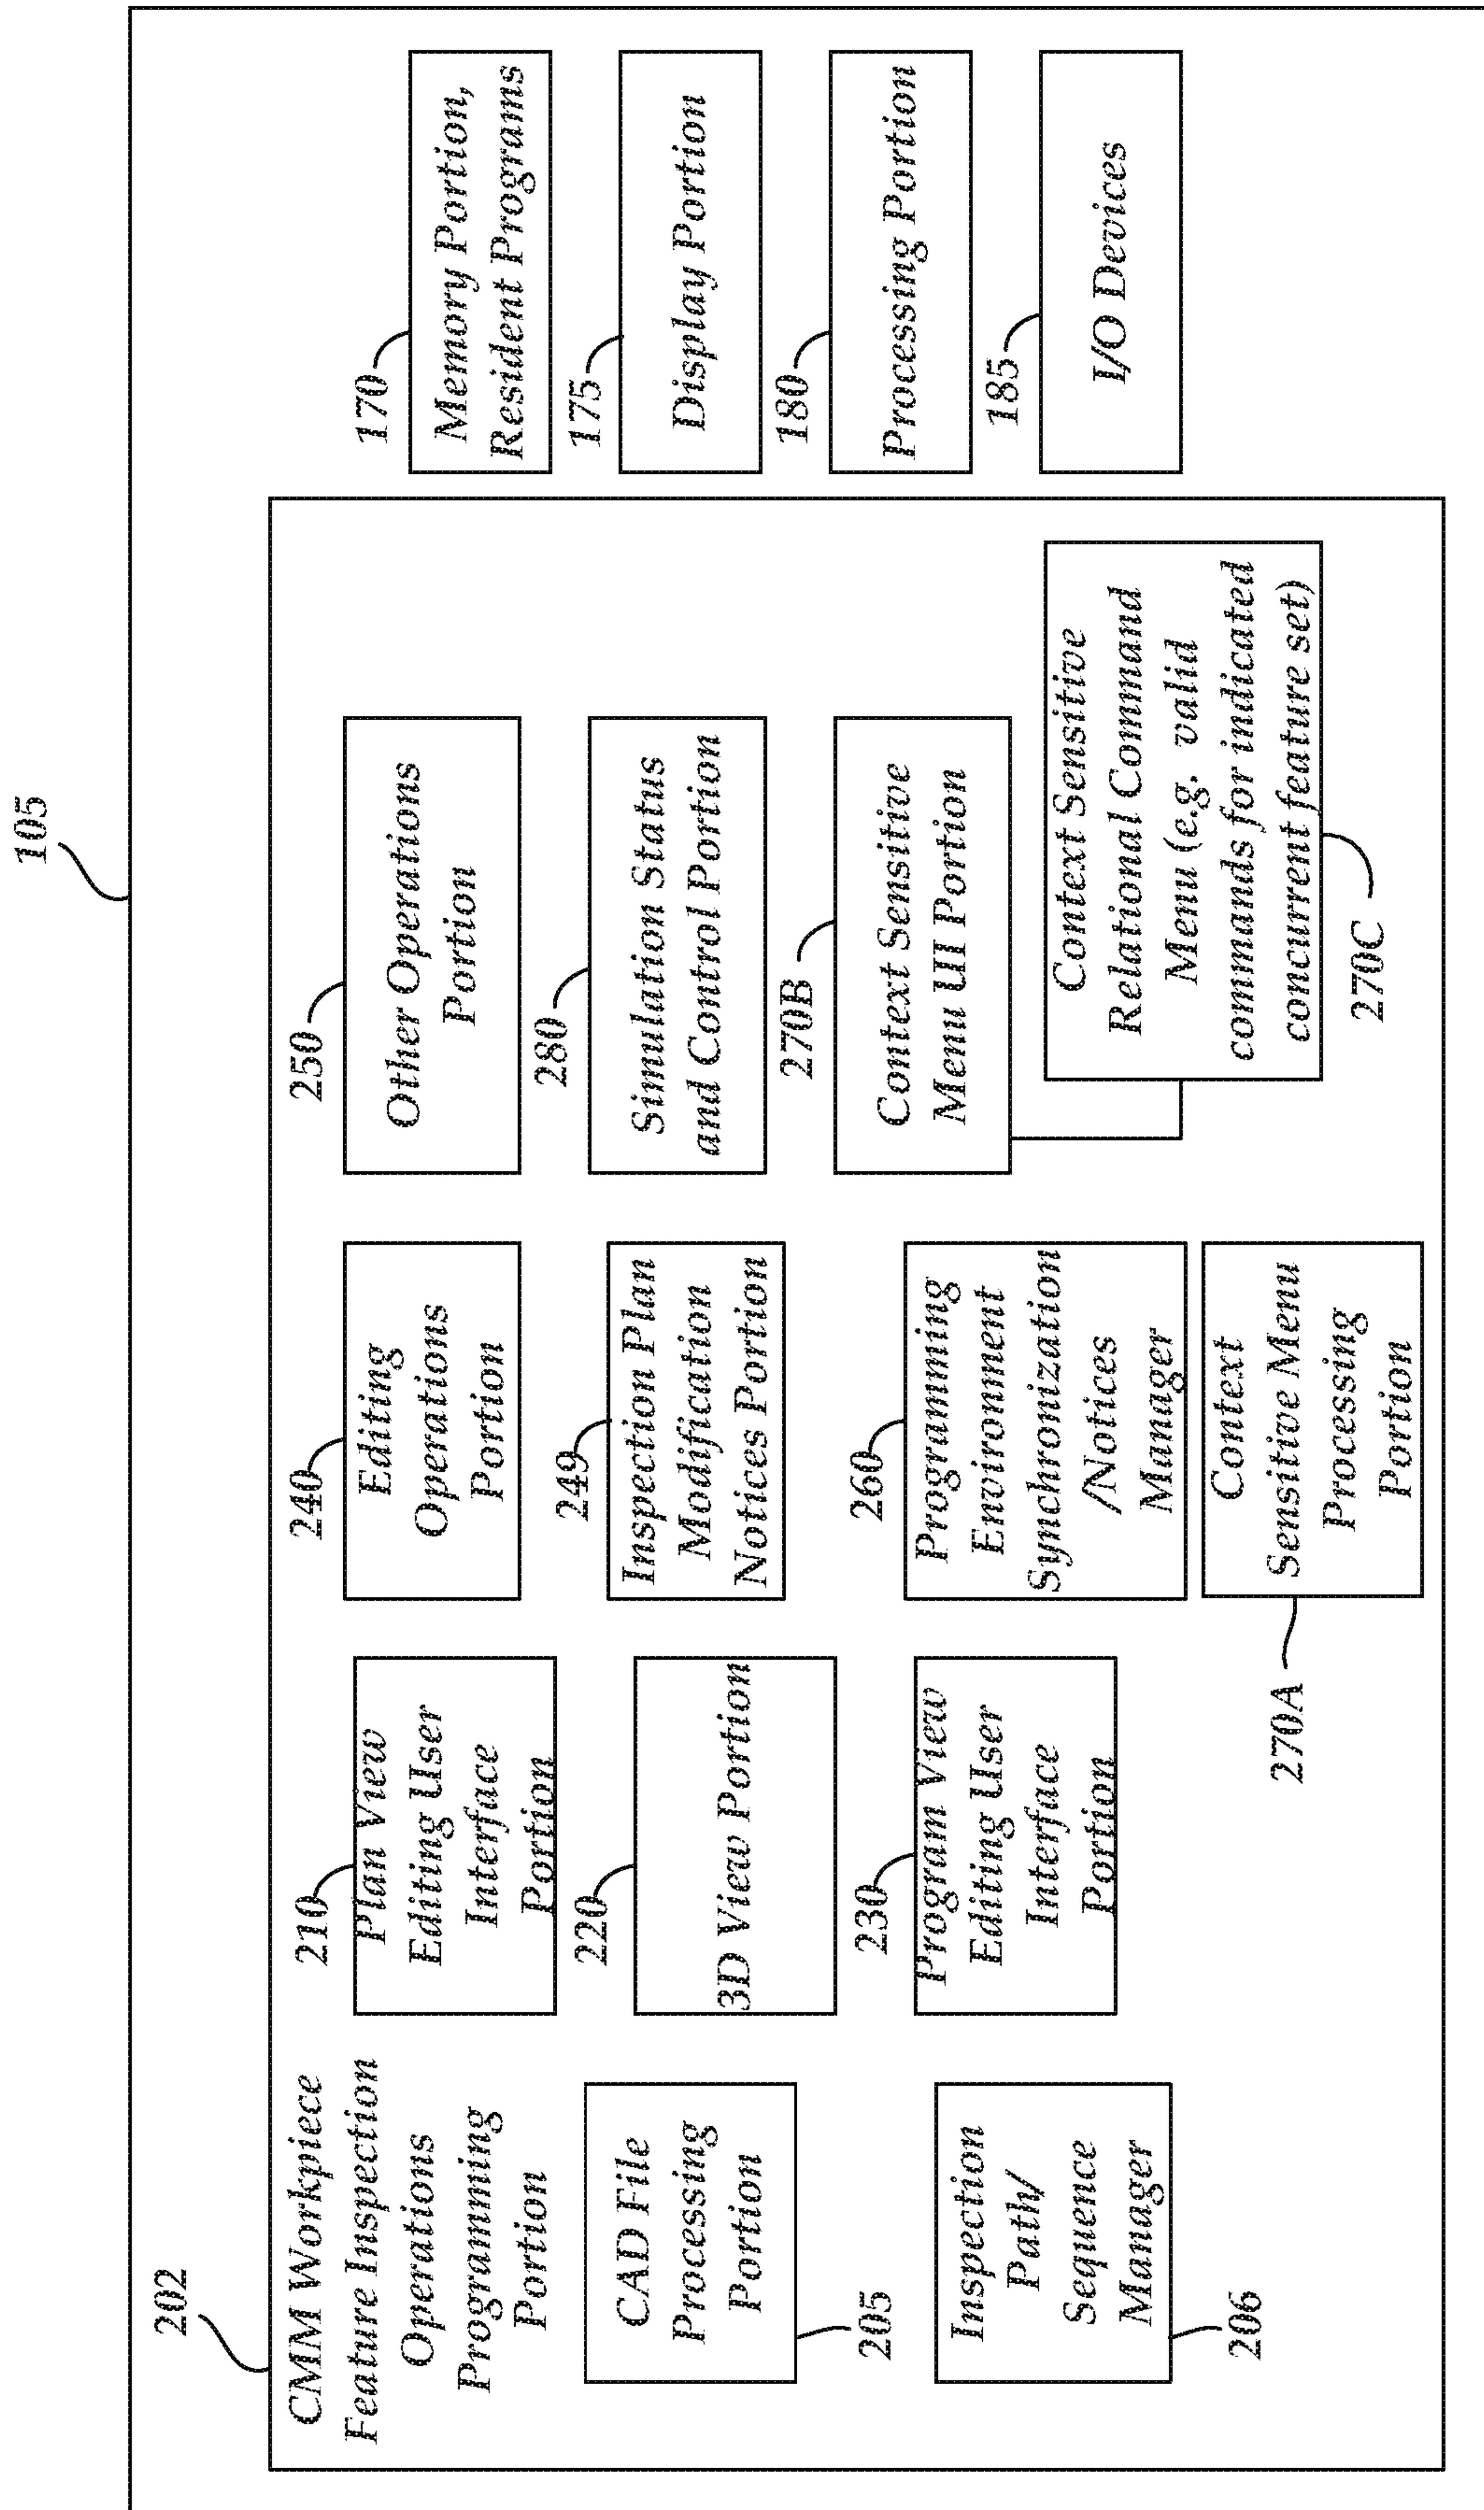 105
202
CMM Workpiece
Feature Inspection
Operations
Programming
Portion
CAD File
Processing
Portion
205
Inspection
Path/
Sequence
Manager
206
210
Plan View
Editing User
Interface
Portion
220
3D View Portion
230
Program View
Editing User
Interface
Portion
240
Editing
Operations
Portion
249
Inspection Plan
Modification
Notices Portion
260
Programming
Environment
Synchronization
/Notices
Manager
Context
Sensitive Menu
Processing
Portion
270A
250
Other Operations
Portion
280
Simulation Status
and Control Portion
270B
Context Sensitive
Menu UII Portion
Context Sensitive
Relational Command
Menu (e.g. valid
commands for indicated
concurrent feature set)
270C
170
Memory Portion,
Resident Programs
175
Display Portion
180
Processing Portion
185
I/O Devices